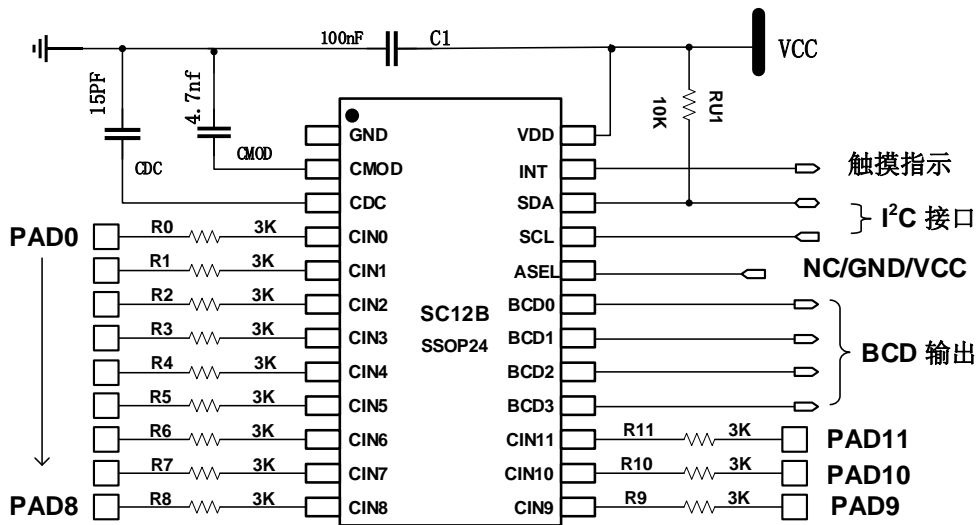 100nF C1
VCC
15PF
4.7nf
RU1
10K
CDC
CMOD
GND VDD
CMOD INT 触摸指示
CDC SDA
I²C 接口
PAD0 R0 3K CIN0 SCL
R1 3K CIN1 ASEL NC/GND/VCC
R2 3K CIN2 SC12B BCD0
R3 3K CIN3 SSOP24 BCD1
BCD 输出
R4 3K CIN4 BCD2
R5 3K CIN5 BCD3
R6 3K CIN6 CIN11 R11 3K PAD11
R7 3K CIN7 CIN10 R10 3K PAD10
PAD8 R8 3K CIN8 CIN9 R9 3K PAD9